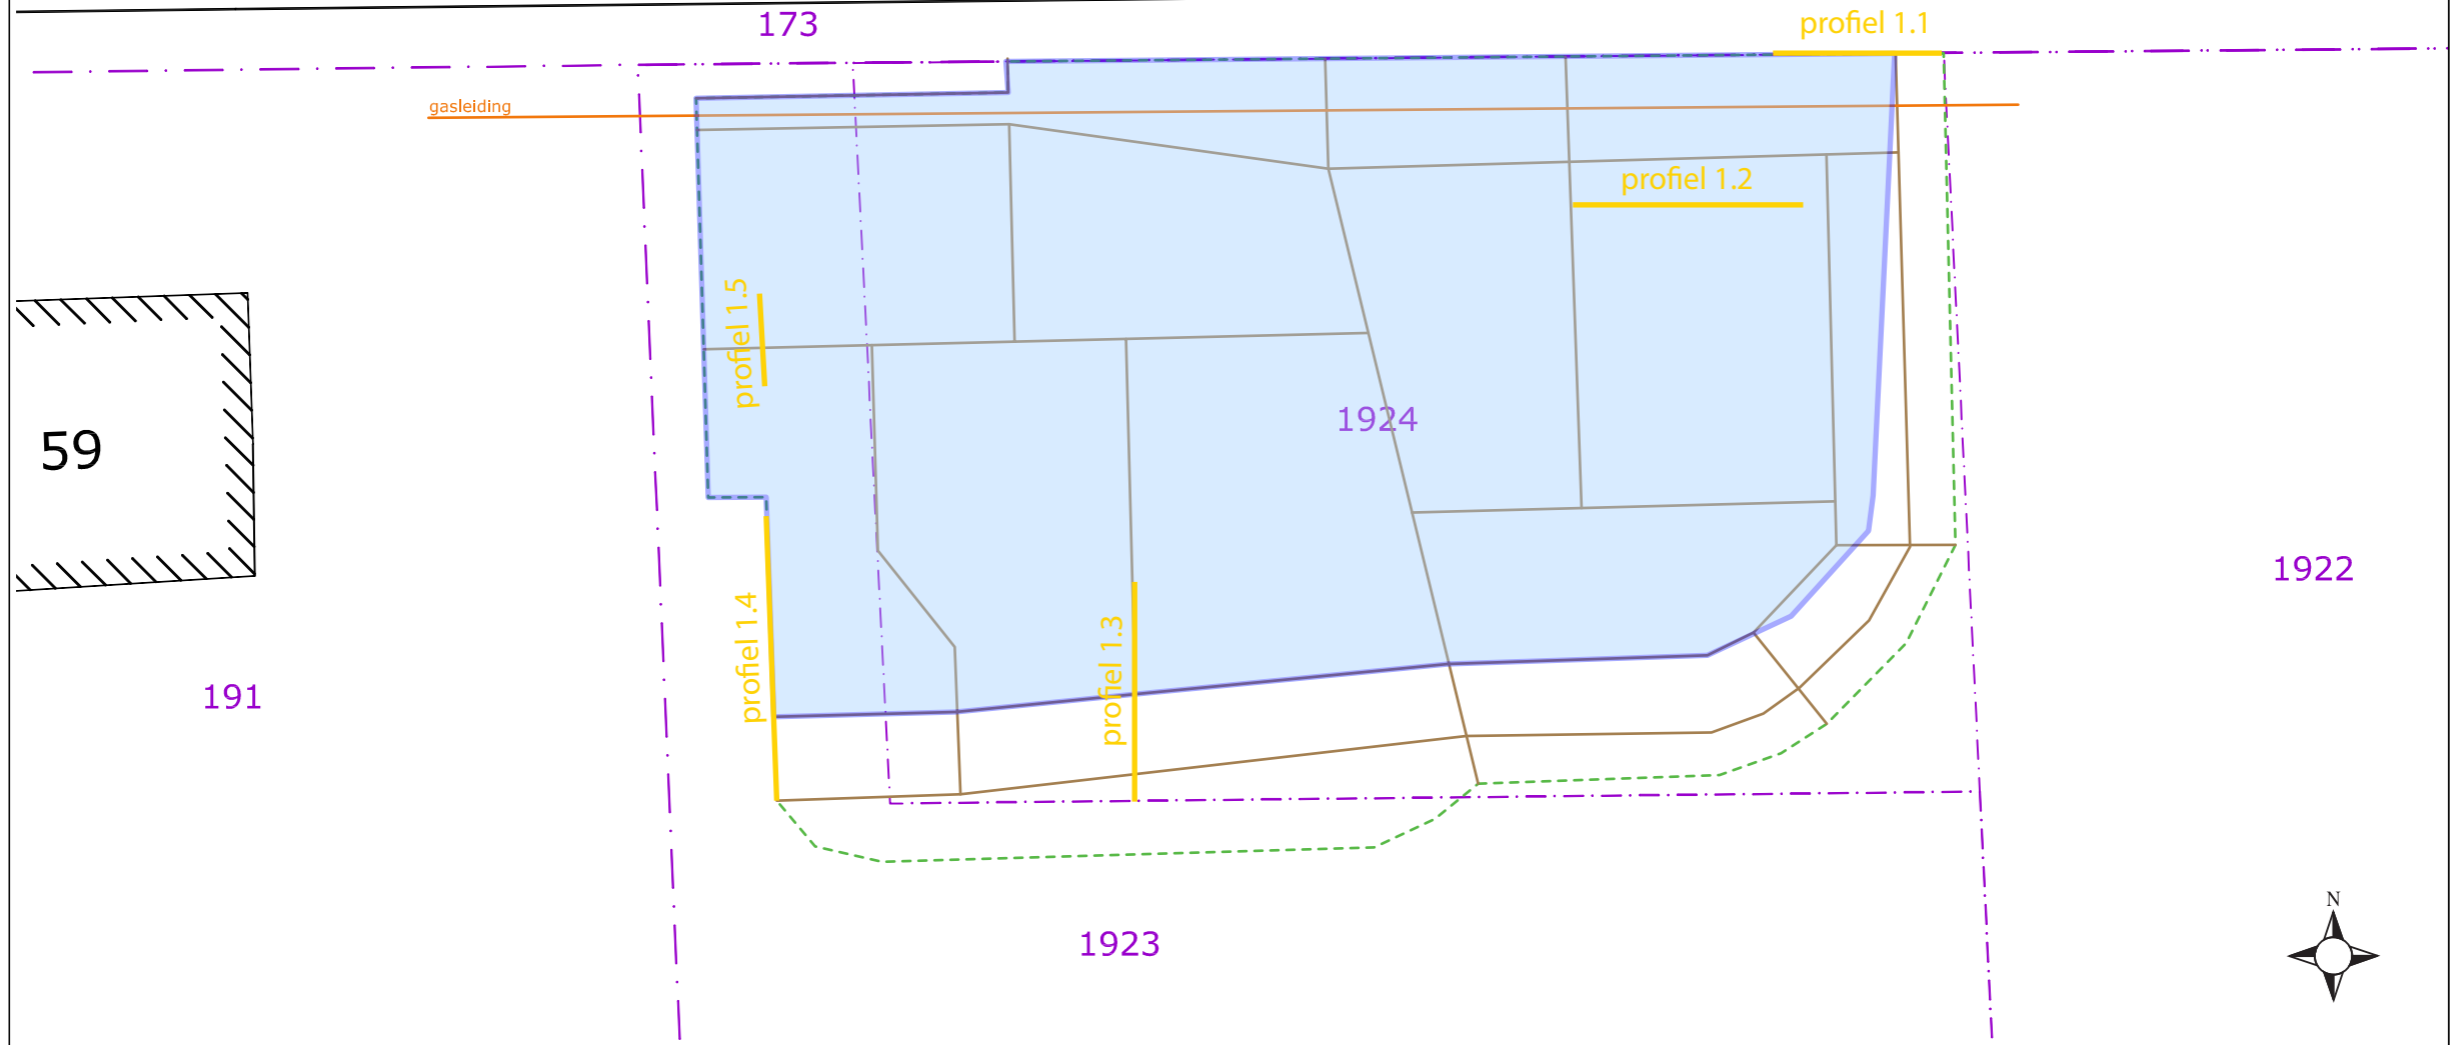 173
profiel 1.1
gasleiding
profiel 1.2
profiel 1.5
1924
59
1922
profiel 1.4
profiel 1.3
191
N
1923